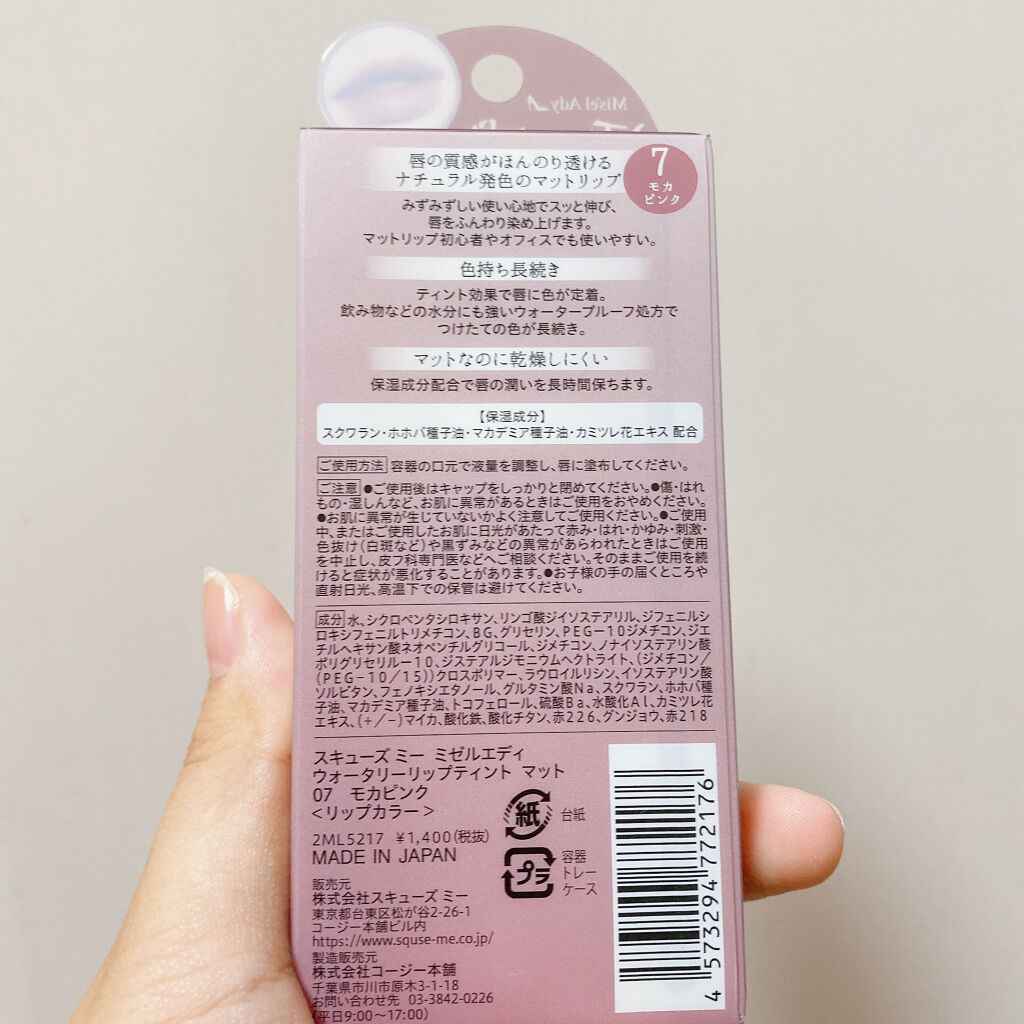 Misel Ady
唇の質感がほんのり透ける
ナチュラル発色のマットリップ
7
モカ
ピンク
みずみずしい使い心地でスッと伸び、
唇をふんわり染め上げます。
マットリップ初心者やオフィスでも使いやすい。
色持ち長続き
ティント効果で唇に色が定着。
飲み物などの水分にも強いウォータープルーフ処方で
つけたての色が長続き。
マットなのに乾燥しにくい
保湿成分配合で唇の潤いを長時間保ちます。
【保湿成分】
スクワラン・ホホバ種子油・マカデミア種子油・カミツレ花エキス 配合
ご使用方法 容器の口元で液量を調整し、唇に塗布してください。
ご注意 ●ご使用後はキャップをしっかりと閉めてください。●傷・はれ
もの・湿しんなど、お肌に異常があるときはご使用をおやめください。
●お肌に異常が生じていないかよく注意してご使用ください。●ご使用
中、またはご使用したお肌に日光があたって赤み・はれ・かゆみ・刺激・
色抜け(白斑など)や黒ずみなどの異常があらわれたときはご使用
を中止し、皮フ科専門医などへご相談ください。そのままご使用を続
けると症状が悪化することがあります。●お子様の手の届くところや
直射日光、高温下での保管は避けてください。
成分 水、シクロペンタシロキサン、リンゴ酸ジイソステアリル、ジフェニルシ
ロキシフェニルトリメチコン、BG、グリセリン、PEG-10ジメチコン、ジエ
チルヘキサン酸ネオペンチルグリコール、ジメチコン、ノナイソステアリン酸
ポリグリセリル-10、ジステアルジモニウムヘクトライト、(ジメチコン/
(PEG-10/15))クロスポリマー、ラウロイルリシン、イソステアリン酸
ソルビタン、フェノキシエタノール、グルタミン酸Na、スクワラン、ホホバ種
子油、マカデミア種子油、トコフェロール、硫酸Ba、水酸化Al、カミツレ花
エキス、(+/-)マイカ、酸化鉄、酸化チタン、赤226、グンジョウ、赤218
スキューズ ミー ミゼルエディ
ウォータリーリップティント マット
07 モカピンク
<リップカラー>
2ML5217 ¥1,400(税抜)
MADE IN JAPAN
紙 台紙
プラ 容器
トレー
ケース
販売元
株式会社スキューズ ミー
東京都台東区松が谷2-26-1
コージー本舗ビル内
https://www.squse-me.co.jp/
製造販売元
株式会社コージー本舗
千葉県市川市原木3-1-18
お問い合わせ先 03-3842-0226
(平日9:00~17:00)
4 573294 772176